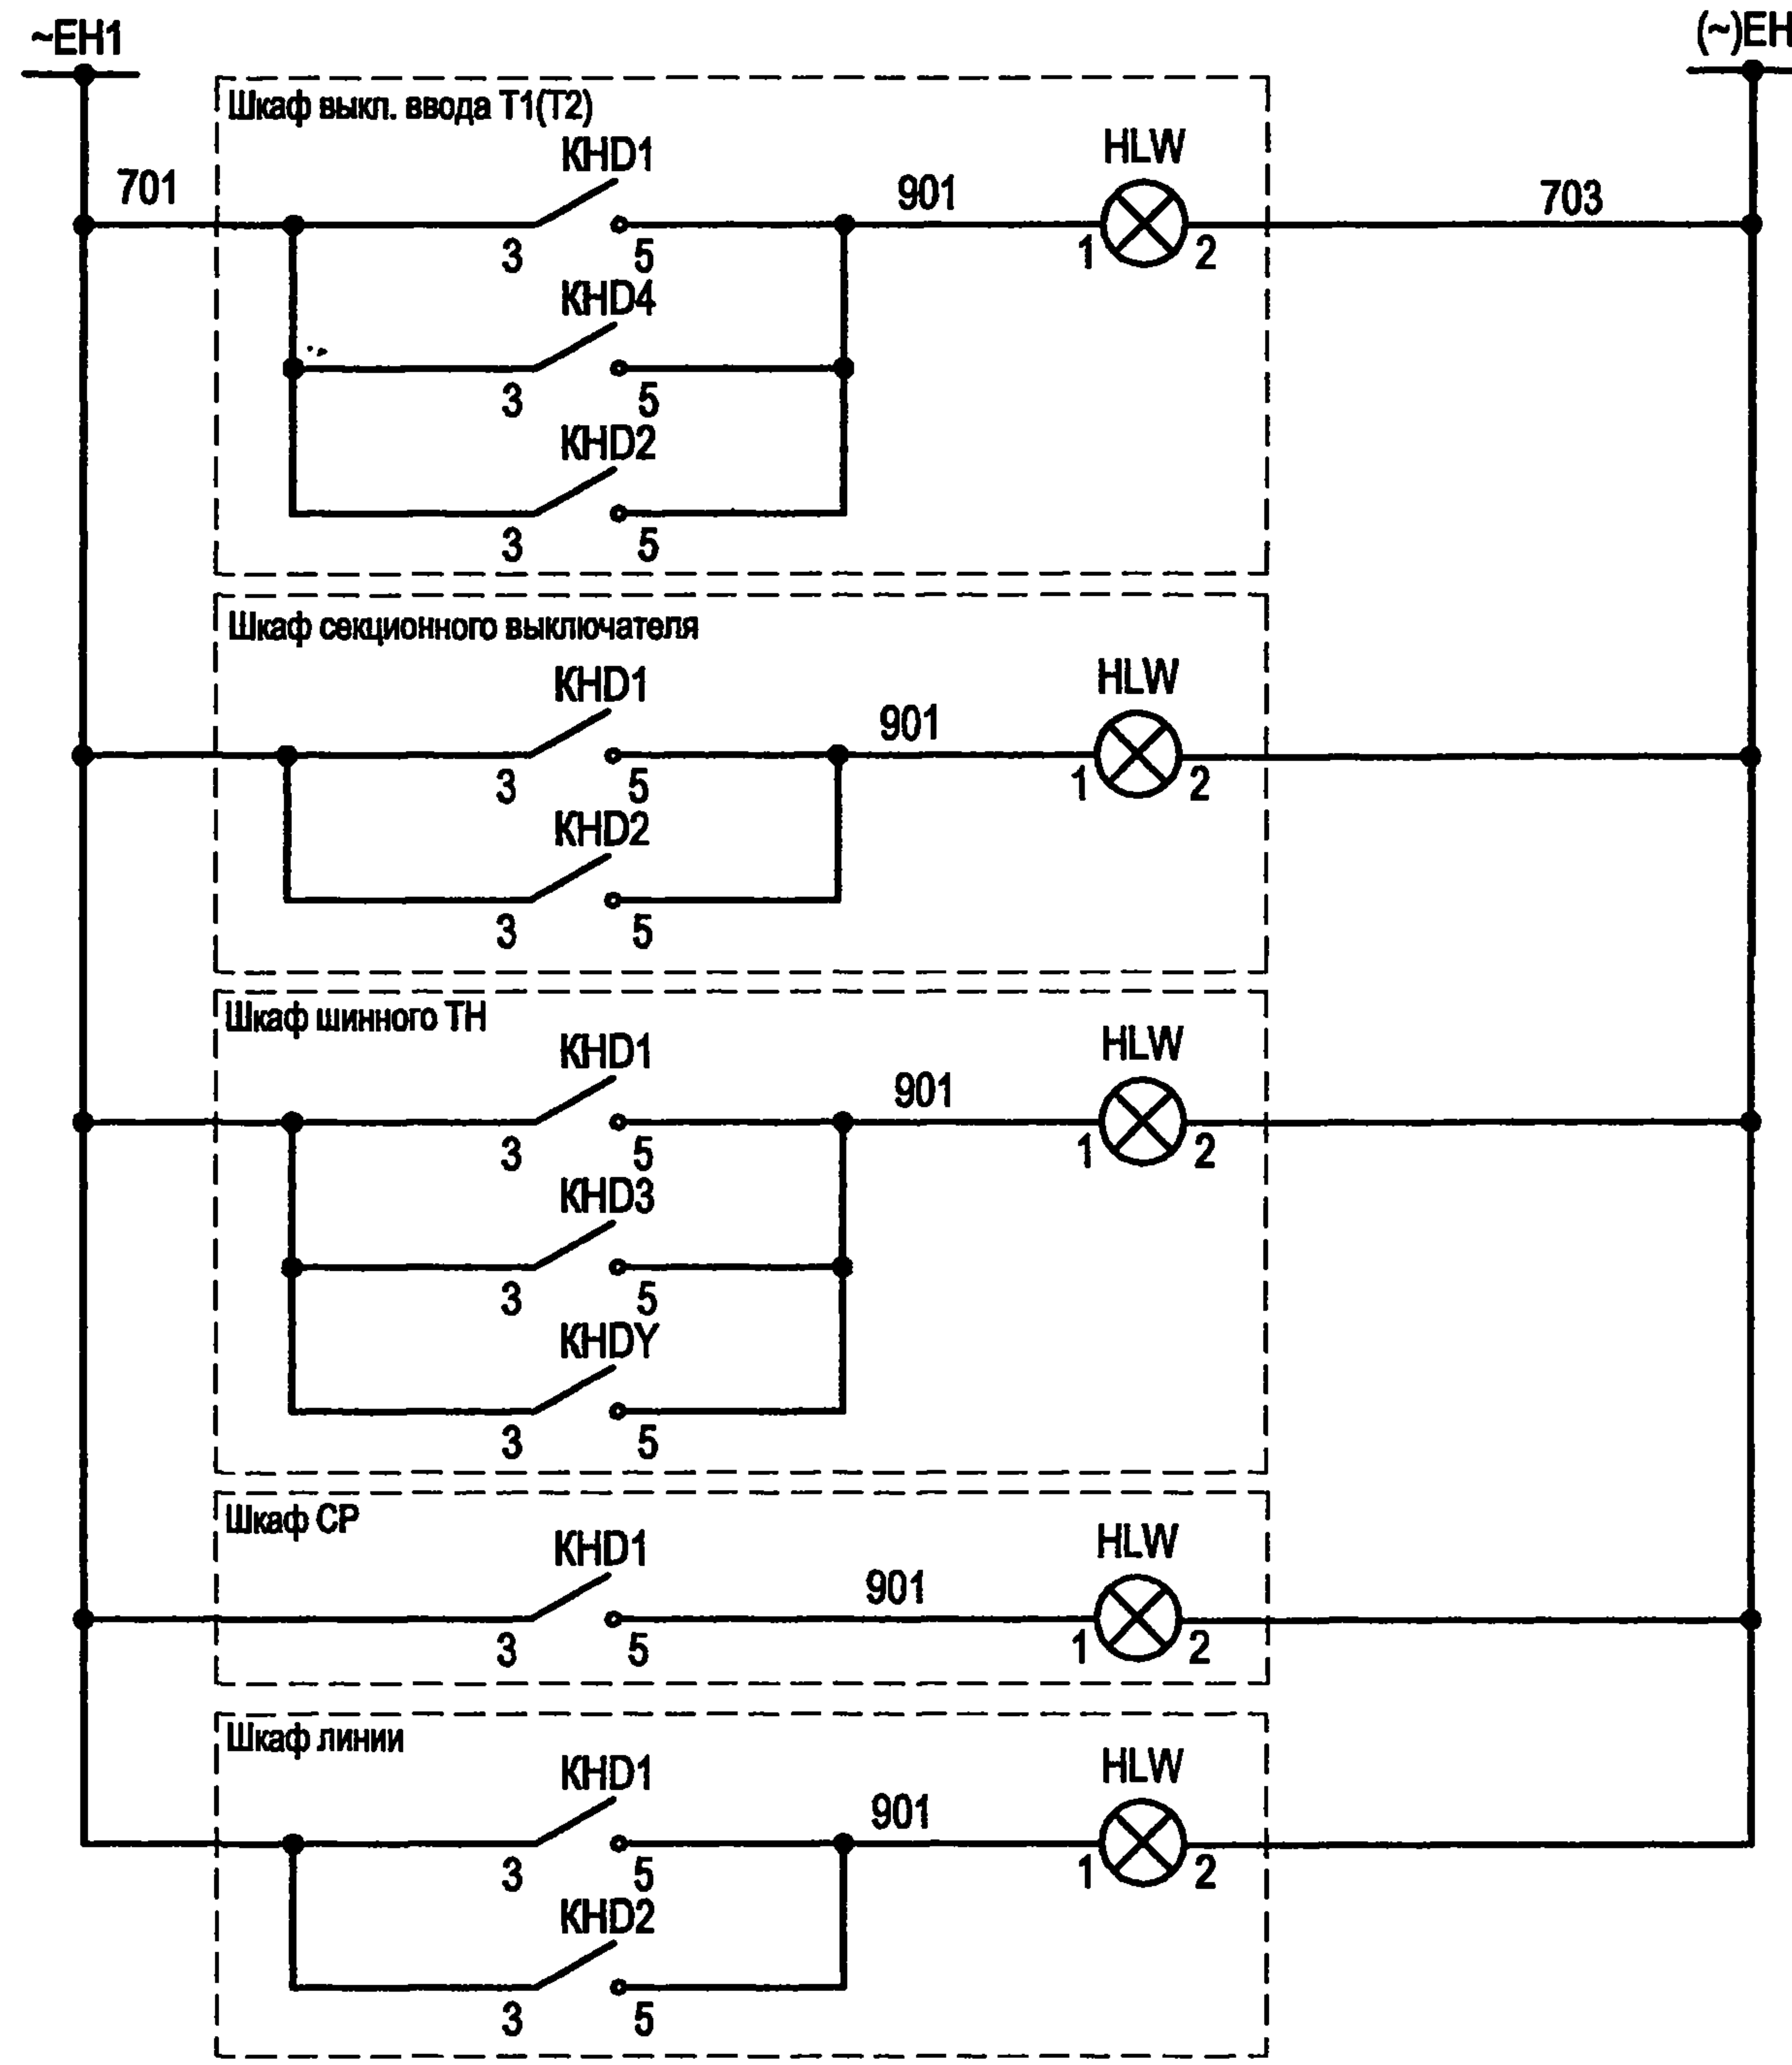 ~EH1
(~)EH
Шкаф выкл. ввода Т1(Т2)
KHD1
HLW
701
901
703
3
5
1
2
KHD4
3
5
KHD2
3
5
Шкаф секционного выключателя
KHD1
HLW
901
3
5
1
2
KHD2
3
5
Шкаф шинного ТН
KHD1
HLW
901
3
5
1
2
KHD3
3
5
KHDY
3
5
Шкаф СР
KHD1
HLW
901
3
5
1
2
Шкаф линии
KHD1
HLW
901
3
5
1
2
KHD2
3
5